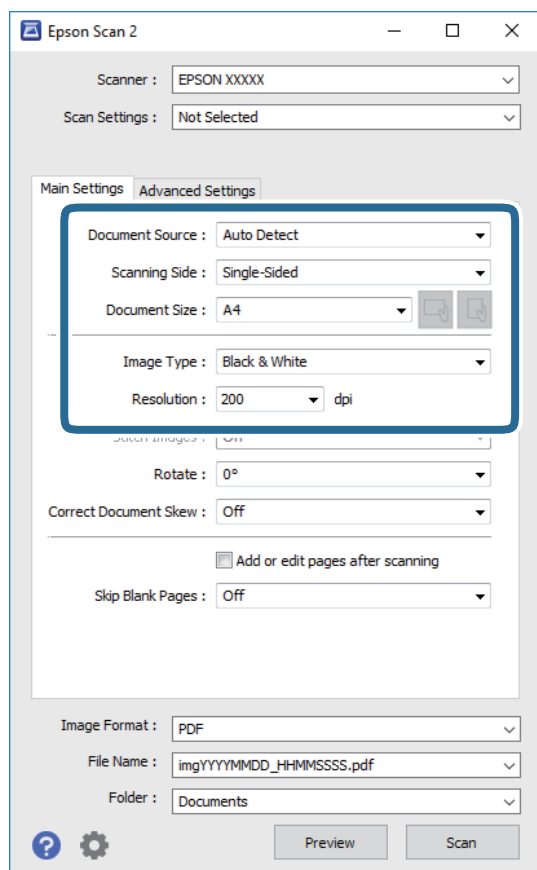 Epson Scan 2
Scanner : EPSON XXXXX
Scan Settings : Not Selected
Main Settings Advanced Settings
Document Source : Auto Detect
Scanning Side : Single-Sided
Document Size : A4
Image Type : Black & White
Resolution : 200 dpi
Rotate : 0°
Correct Document Skew : Off
Add or edit pages after scanning
Skip Blank Pages : Off
Image Format : PDF
File Name : imgYYYYMMDD_HHMMSSSS.pdf
Folder : Documents
? Preview Scan